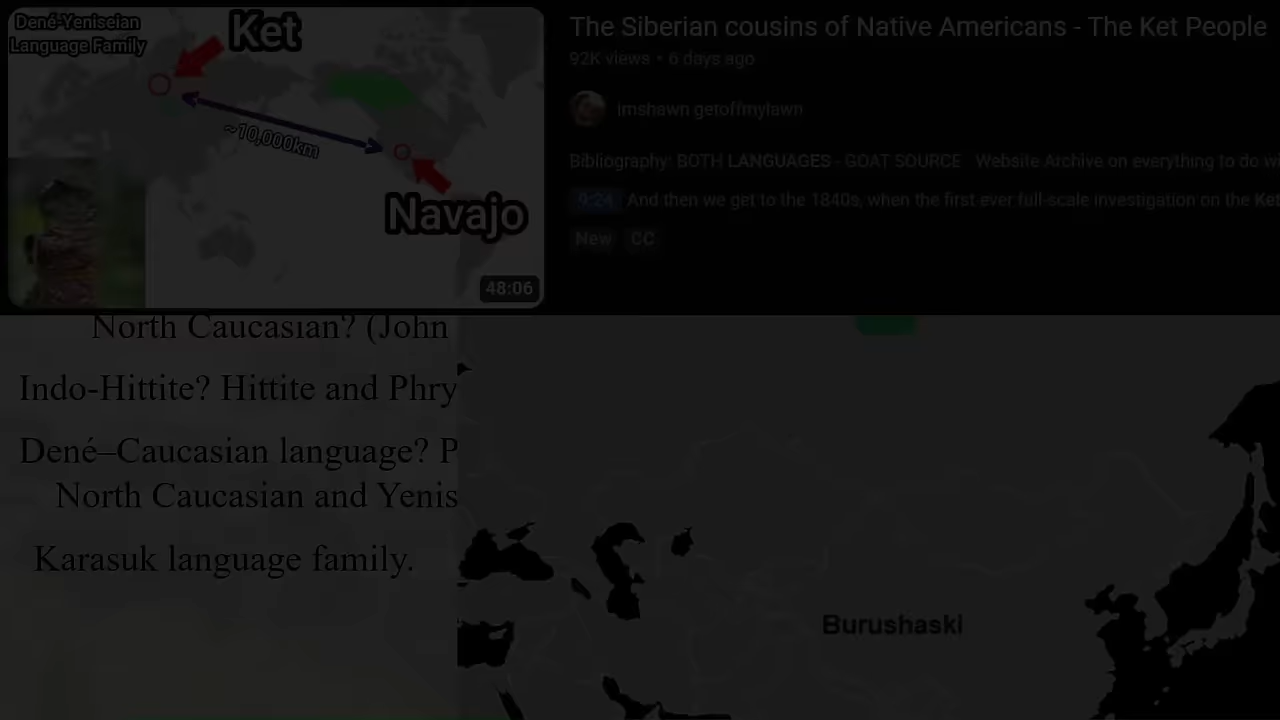 Dené-Yeniseian
Language Family
Ket
~10,000km
Navajo
48:06
The Siberian cousins of Native Americans - The Ket People
92K views • 6 days ago
imshawn getoffmylawn
Bibliography: BOTH LANGUAGES - GOAT SOURCE Website Archive on everything to do
9:24 And then we get to the 1840s, when the first ever full-scale investigation on the
New CC
North Caucasian? (John
Indo-Hittite? Hittite and Phry
Dené–Caucasian language? P
North Caucasian and Yenis
Karasuk language family.
Burushaski